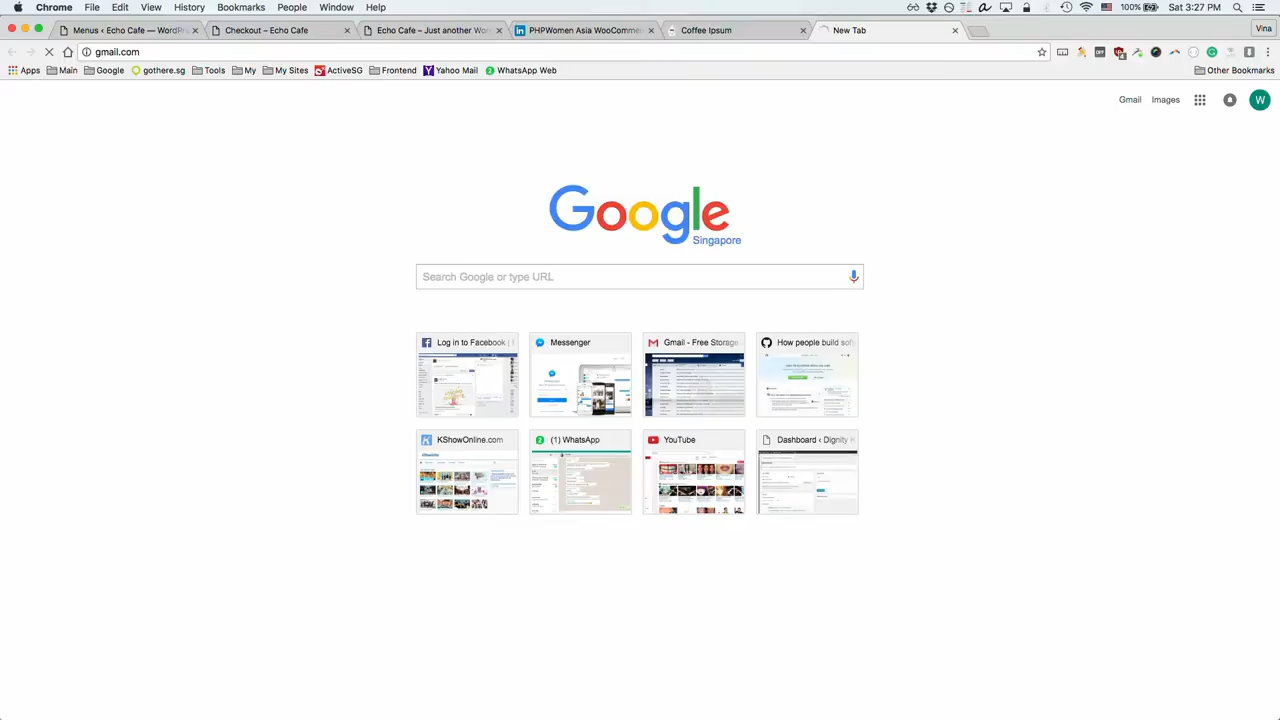 Chrome File Edit View History Bookmarks People Window Help 100% Sat 3:27 PM
Menus ‹ Echo Cafe — WordPr Checkout – Echo Cafe Echo Cafe – Just another Wor PHPWomen Asia WooComme Coffee Ipsum New Tab Vina
gmail.com
Apps Main Google gothere.sg Tools My My Sites ActiveSG Frontend Yahoo Mail WhatsApp Web Other Bookmarks
Gmail Images W
Google
Singapore
Search Google or type URL
Log in to Facebook | Messenger Gmail - Free Storage How people build soft
KShowOnline.com (1) WhatsApp YouTube Dashboard ‹ Dignity K